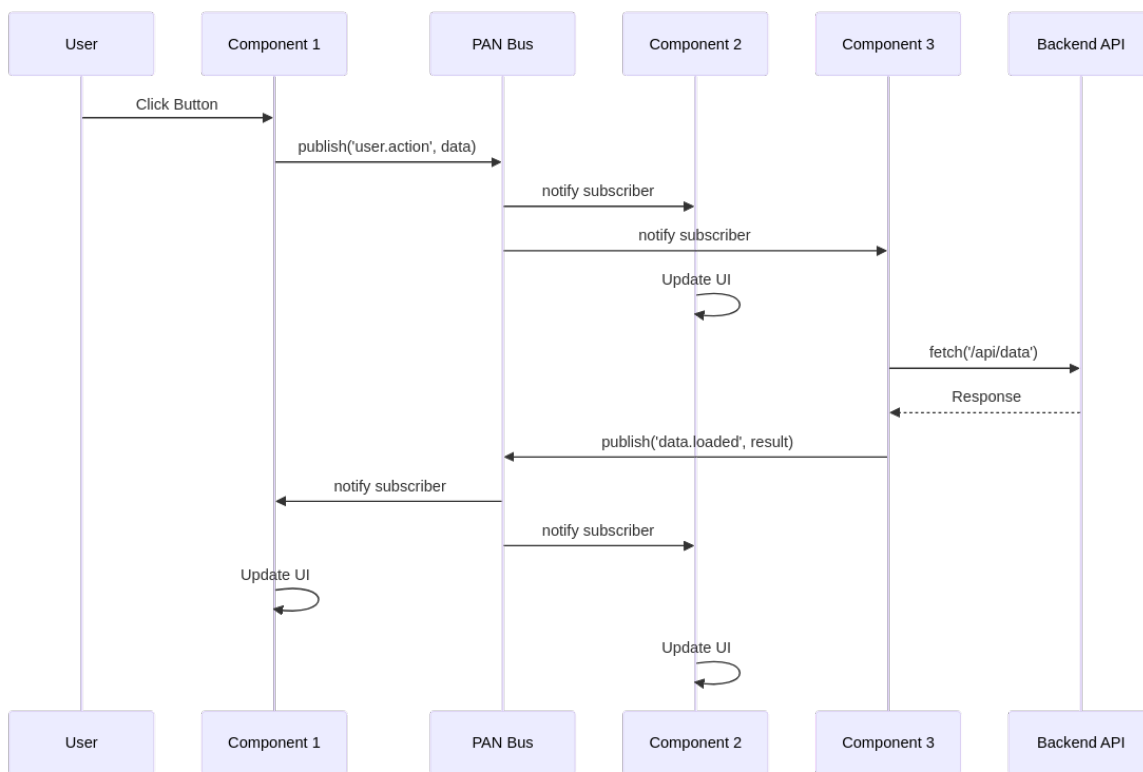 User
Component 1
PAN Bus
Component 2
Component 3
Backend API
Click Button
publish('user.action', data)
notify subscriber
notify subscriber
Update UI
fetch('/api/data')
Response
publish('data.loaded', result)
notify subscriber
notify subscriber
Update UI
Update UI
User
Component 1
PAN Bus
Component 2
Component 3
Backend API